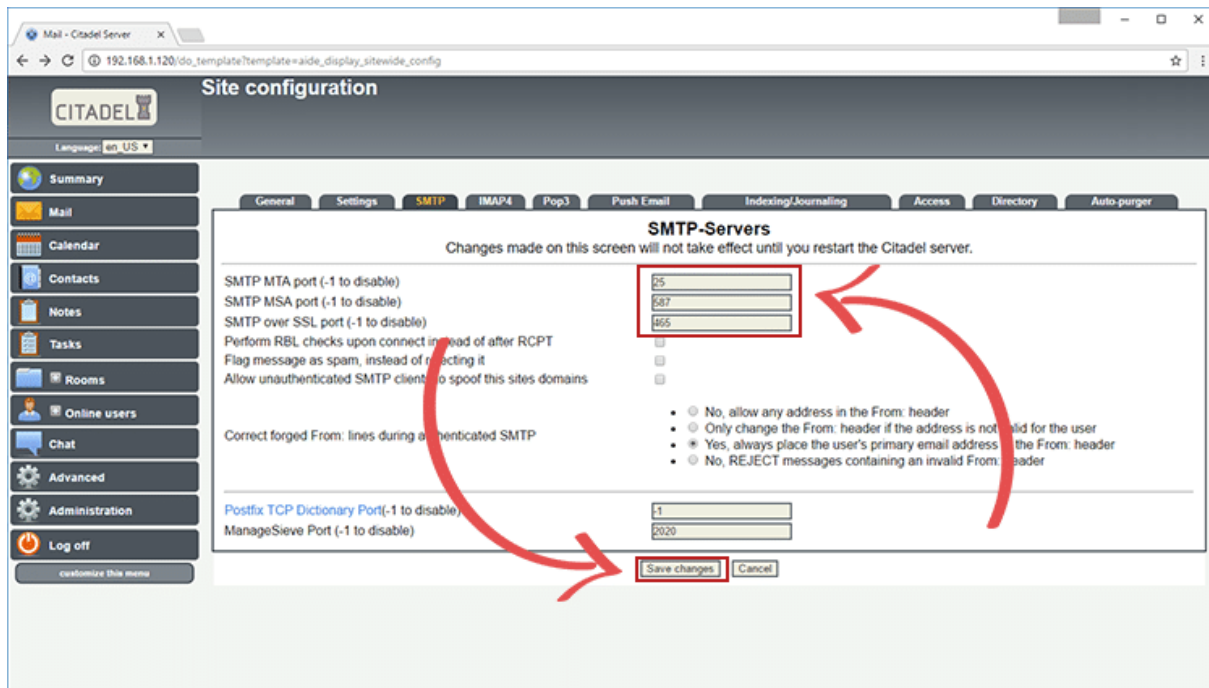 Mail - Citadel Server
192.168.1.120/do_template?template=aide_display_sitewide_config
CITADEL
Site configuration
Language: en_US
Summary
Mail
Calendar
Contacts
Notes
Tasks
Rooms
Online users
Chat
Advanced
Administration
Log off
customize this menu
General Settings SMTP IMAP4 Pop3 Push Email Indexing/Journaling Access Directory Auto-purger
SMTP-Servers
Changes made on this screen will not take effect until you restart the Citadel server.
SMTP MTA port (-1 to disable) 25
SMTP MSA port (-1 to disable) 587
SMTP over SSL port (-1 to disable) 465
Perform RBL checks upon connect instead of after RCPT
Flag message as spam, instead of rejecting it
Allow unauthenticated SMTP clients to spoof this sites domains
Correct forged From: lines during authenticated SMTP
No, allow any address in the From: header
Only change the From: header if the address is not valid for the user
Yes, always place the user's primary email address in the From: header
No, REJECT messages containing an invalid From: header
Postfix TCP Dictionary Port(-1 to disable) -1
ManageSieve Port (-1 to disable) 2020
Save changes Cancel